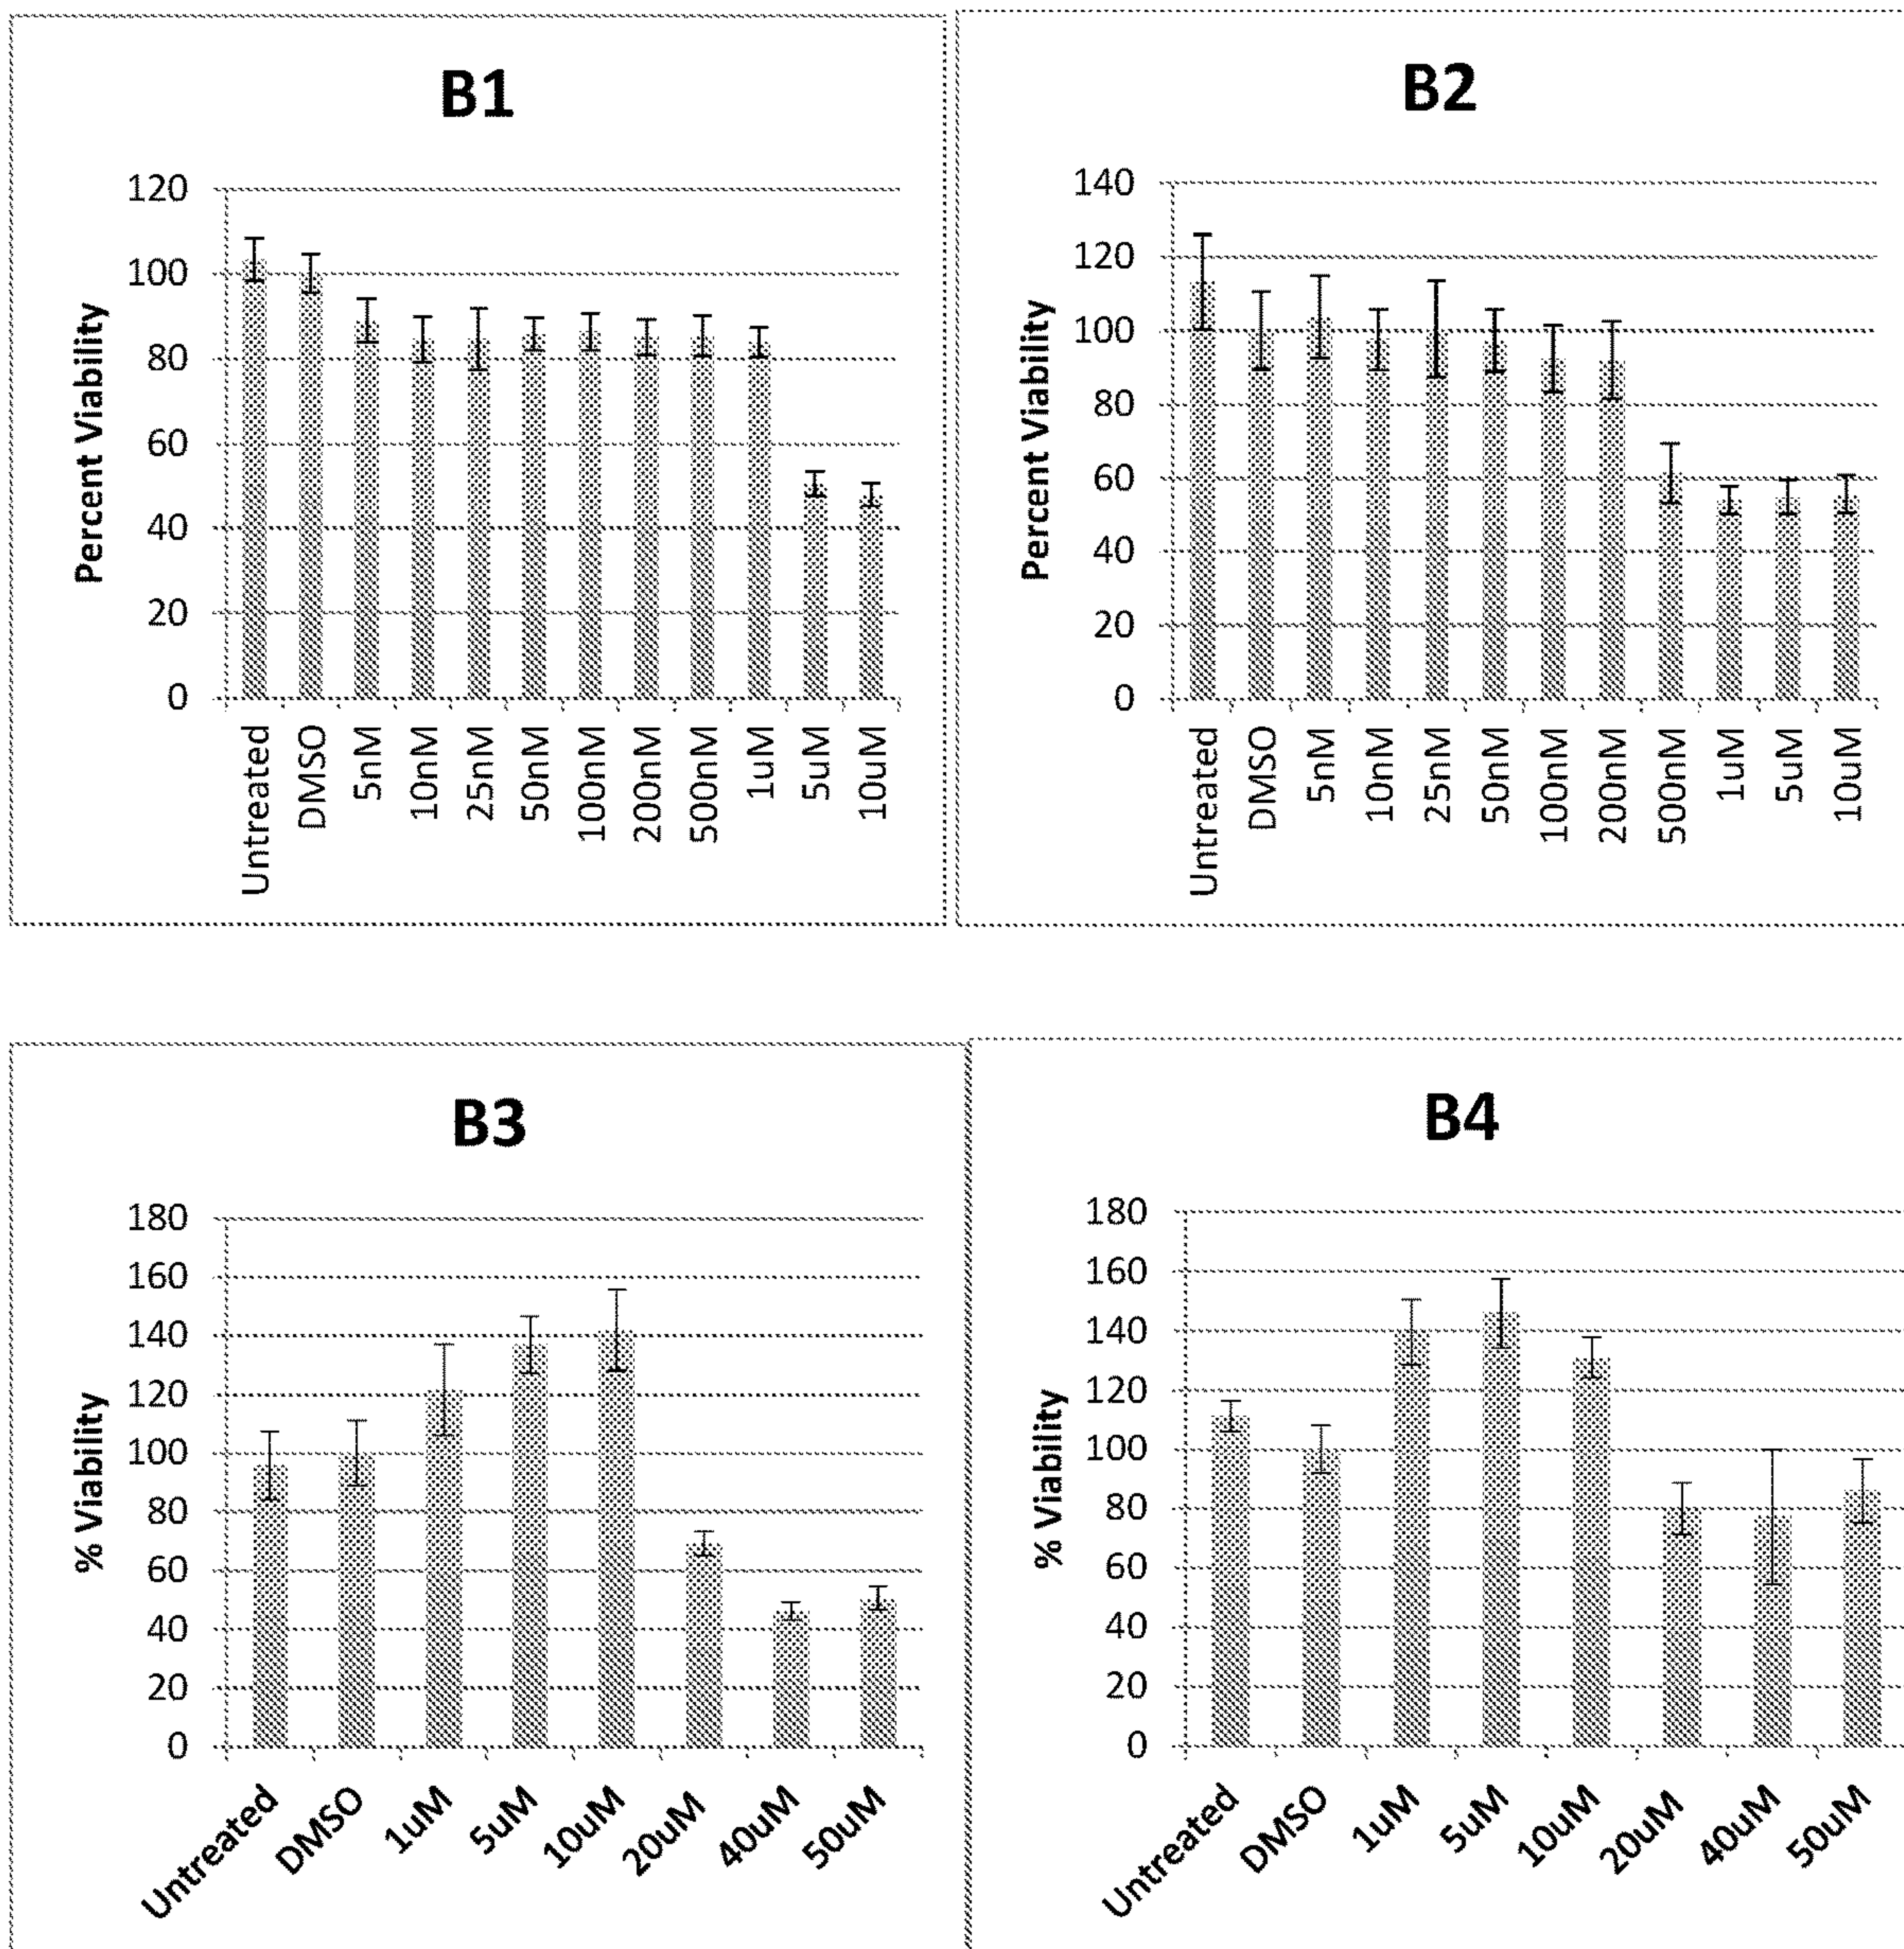 B1
Percent Viability
120
100
80
60
40
20
0
Untreated
DMSO
5nM
10nM
25nM
50nM
100nM
200nM
500nM
1uM
5uM
10uM
B2
Percent Viability
140
120
100
80
60
40
20
0
Untreated
DMSO
5nM
10nM
25nM
50nM
100nM
200nM
500nM
1uM
5uM
10uM
B3
% Viability
180
160
140
120
100
80
60
40
20
0
Untreated
DMSO
1uM
5uM
10uM
20uM
40uM
50uM
B4
% Viability
180
160
140
120
100
80
60
40
20
0
Untreated
DMSO
1uM
5uM
10uM
20uM
40uM
50uM